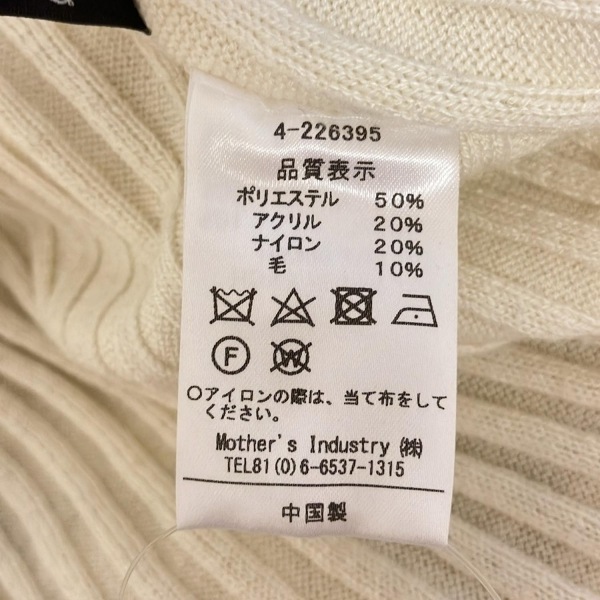 4-226395
品質表示
ポリエステル 50%
アクリル 20%
ナイロン 20%
毛 10%
F W
○アイロンの際は、当て布をして
ください。
Mother's Industry ㈱
TEL81(0)6-6537-1315
中国製